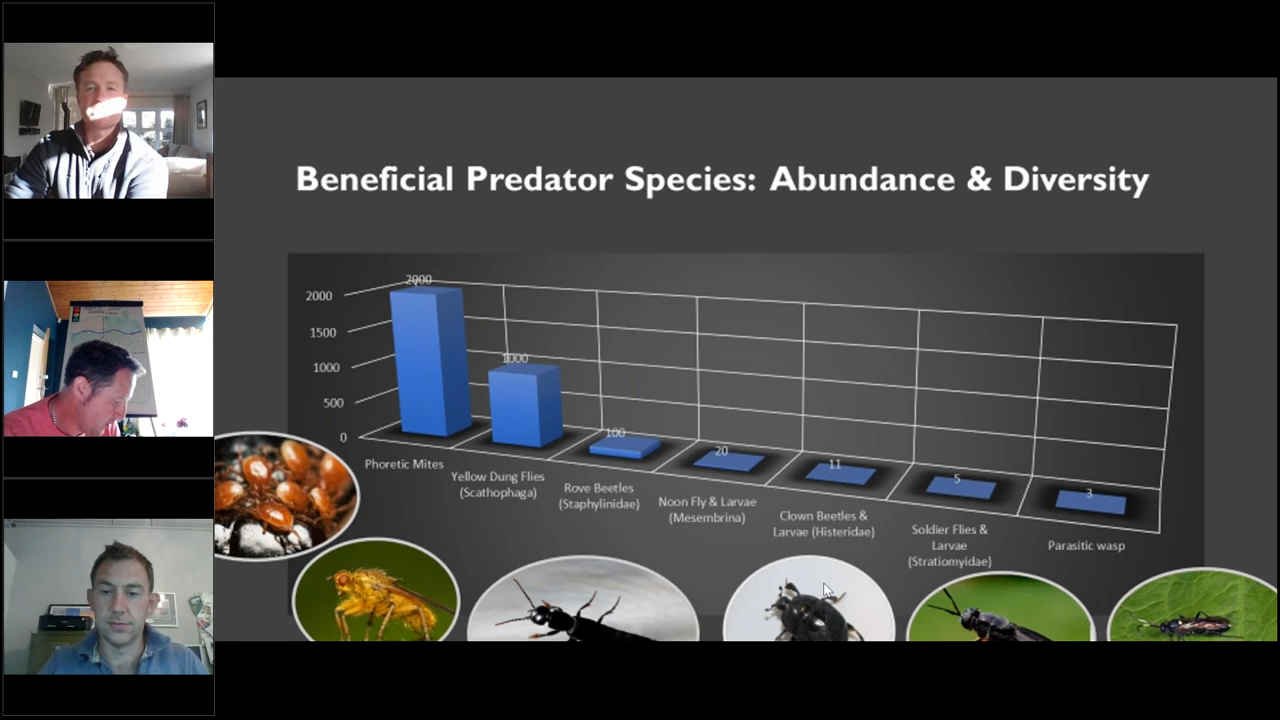 Beneficial Predator Species: Abundance & Diversity
2000
2000
1500
1000
500
0
1000
100
20
11
5
3
Phoretic Mites
Yellow Dung Flies
(Scathophaga)
Rove Beetles
(Staphylinidae)
Noon Fly & Larvae
(Mesembrina)
Clown Beetles &
Larvae (Histeridae)
Soldier Flies &
Larvae
(Stratiomyidae)
Parasitic wasp